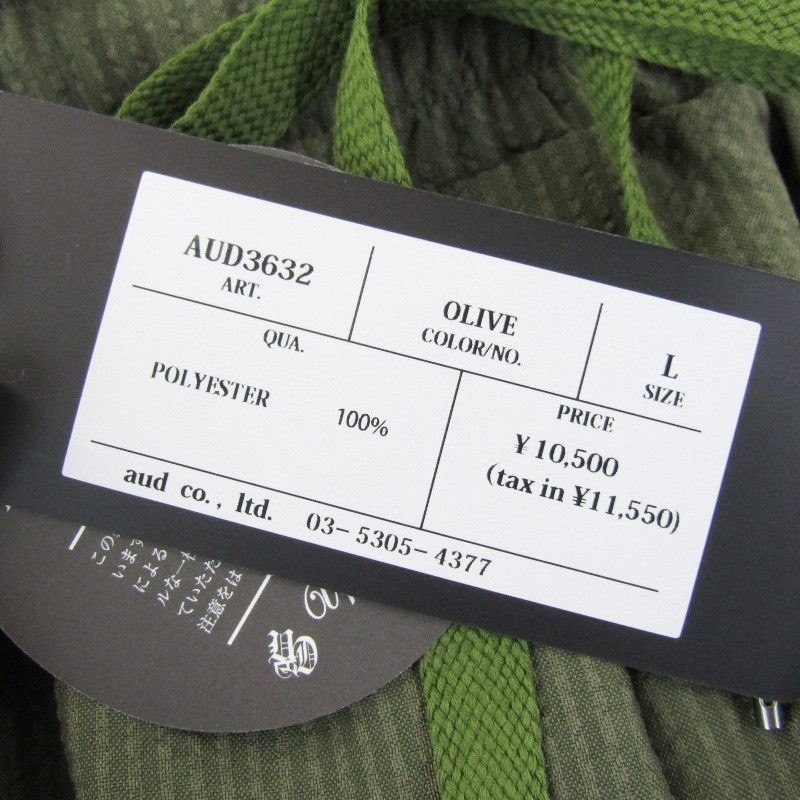 AUD3632
ART.
OLIVE
COLOR/NO.
L
SIZE
QUA.
POLYESTER 100%
PRICE
¥10,500
(tax in ¥11,550)
aud co., ltd. 03-5305-4377
この
います
による
ルな一
ていただ
注意をは